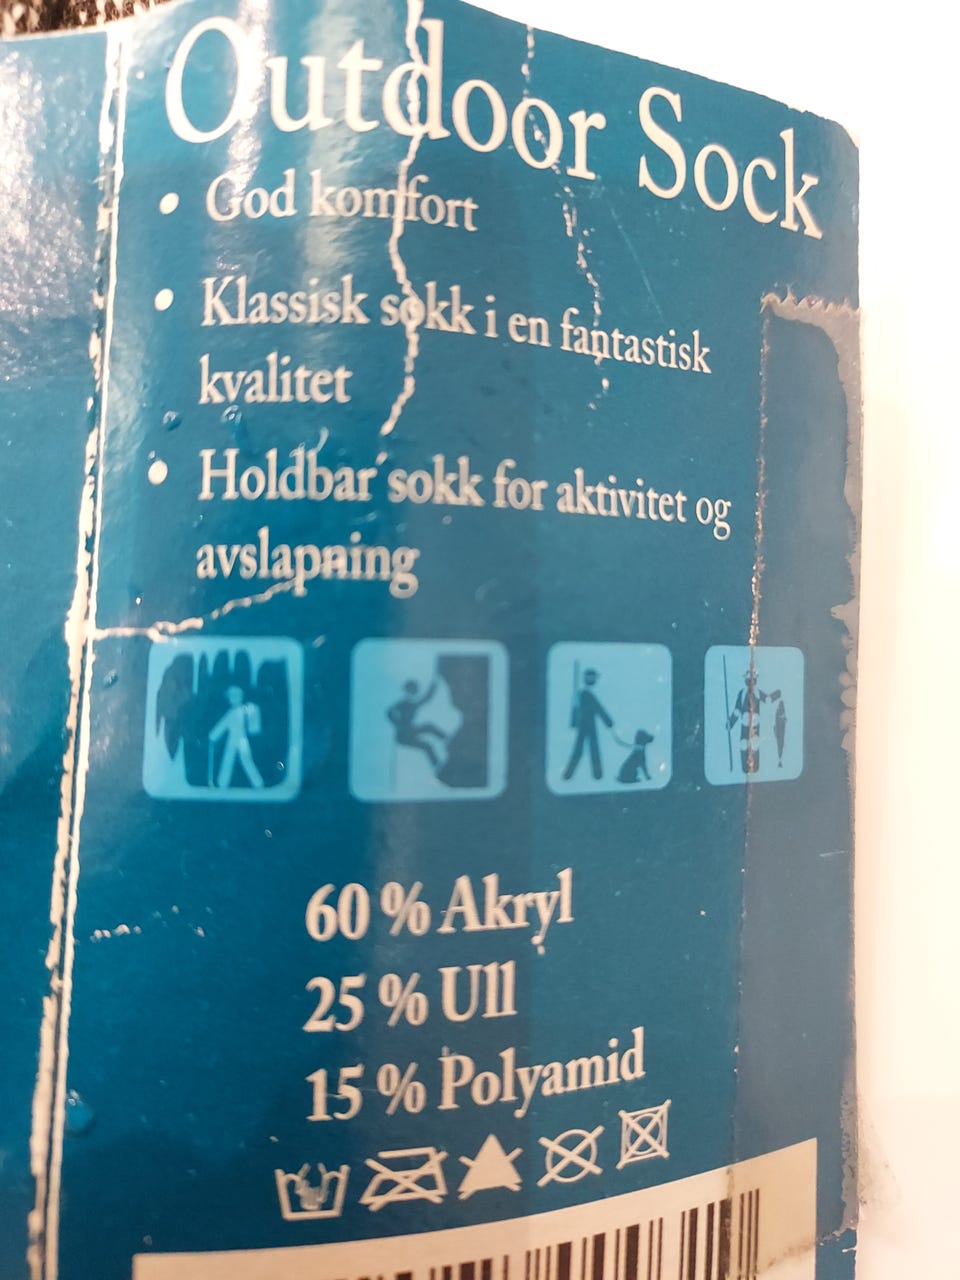 Outdoor Sock
• God komfort
• Klassisk sokk i en fantastisk
kvalitet
• Holdbar sokk for aktivitet og
avslapning
60 % Akryl
25 % Ull
15 % Polyamid